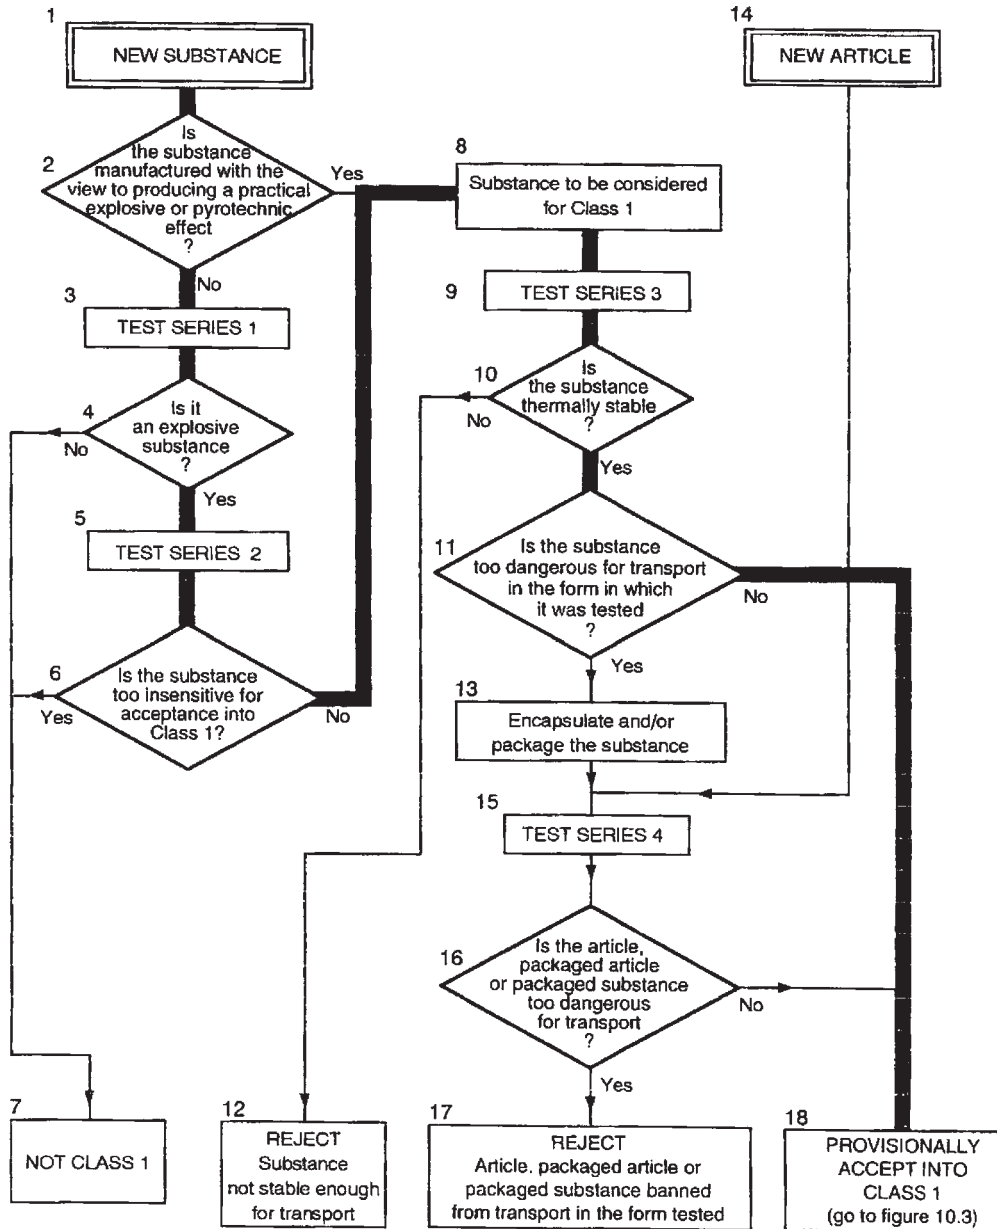 1
NEW SUBSTANCE
2
Is
the substance
manufactured with the
view to producing a practical
explosive or pyrotechnic
effect
?
Yes
No
3
TEST SERIES 1
4
Is it
an explosive
substance
?
No
Yes
5
TEST SERIES 2
6
Is the substance
too insensitive for
acceptance into
Class 1?
Yes
No
7
NOT CLASS 1
8
Substance to be considered
for Class 1
9
TEST SERIES 3
10
Is
the substance
thermally stable
?
No
Yes
11
Is the substance
too dangerous for transport
in the form in which
it was tested
?
No
Yes
12
REJECT
Substance
not stable enough
for transport
13
Encapsulate and/or
package the substance
14
NEW ARTICLE
15
TEST SERIES 4
16
Is the article,
packaged article
or packaged substance
too dangerous
for transport
?
No
Yes
17
REJECT
Article. packaged article or
packaged substance banned
from transport in the form tested
18
PROVISIONALLY
ACCEPT INTO
CLASS 1
(go to figure 10.3)